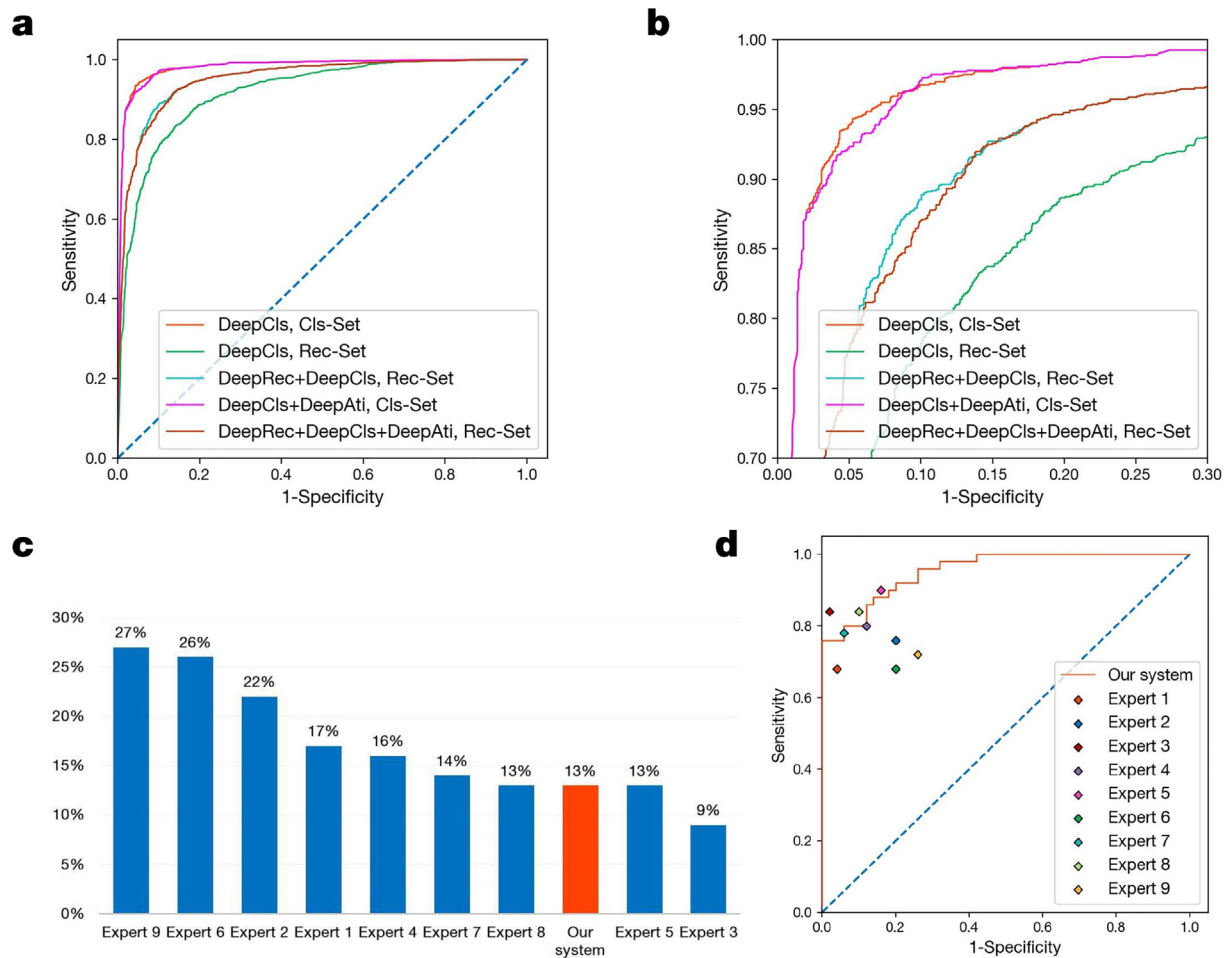 a
1.0
0.8
0.6
0.4
0.2
0.0
Sensitivity
0.0
0.2
0.4
0.6
0.8
1.0
1-Specificity
DeepCls, Cls-Set
DeepCls, Rec-Set
DeepRec+DeepCls, Rec-Set
DeepCls+DeepAti, Cls-Set
DeepRec+DeepCls+DeepAti, Rec-Set
b
1.00
0.95
0.90
0.85
0.80
0.75
0.70
Sensitivity
0.00
0.05
0.10
0.15
0.20
0.25
0.30
1-Specificity
DeepCls, Cls-Set
DeepCls, Rec-Set
DeepRec+DeepCls, Rec-Set
DeepCls+DeepAti, Cls-Set
DeepRec+DeepCls+DeepAti, Rec-Set
c
30%
25%
20%
15%
10%
5%
0%
27%
26%
22%
17%
16%
14%
13%
13%
13%
9%
Expert 9
Expert 6
Expert 2
Expert 1
Expert 4
Expert 7
Expert 8
Our
system
Expert 5
Expert 3
d
1.0
0.8
0.6
0.4
0.2
0.0
Sensitivity
0.0
0.2
0.4
0.6
0.8
1.0
1-Specificity
Our system
Expert 1
Expert 2
Expert 3
Expert 4
Expert 5
Expert 6
Expert 7
Expert 8
Expert 9